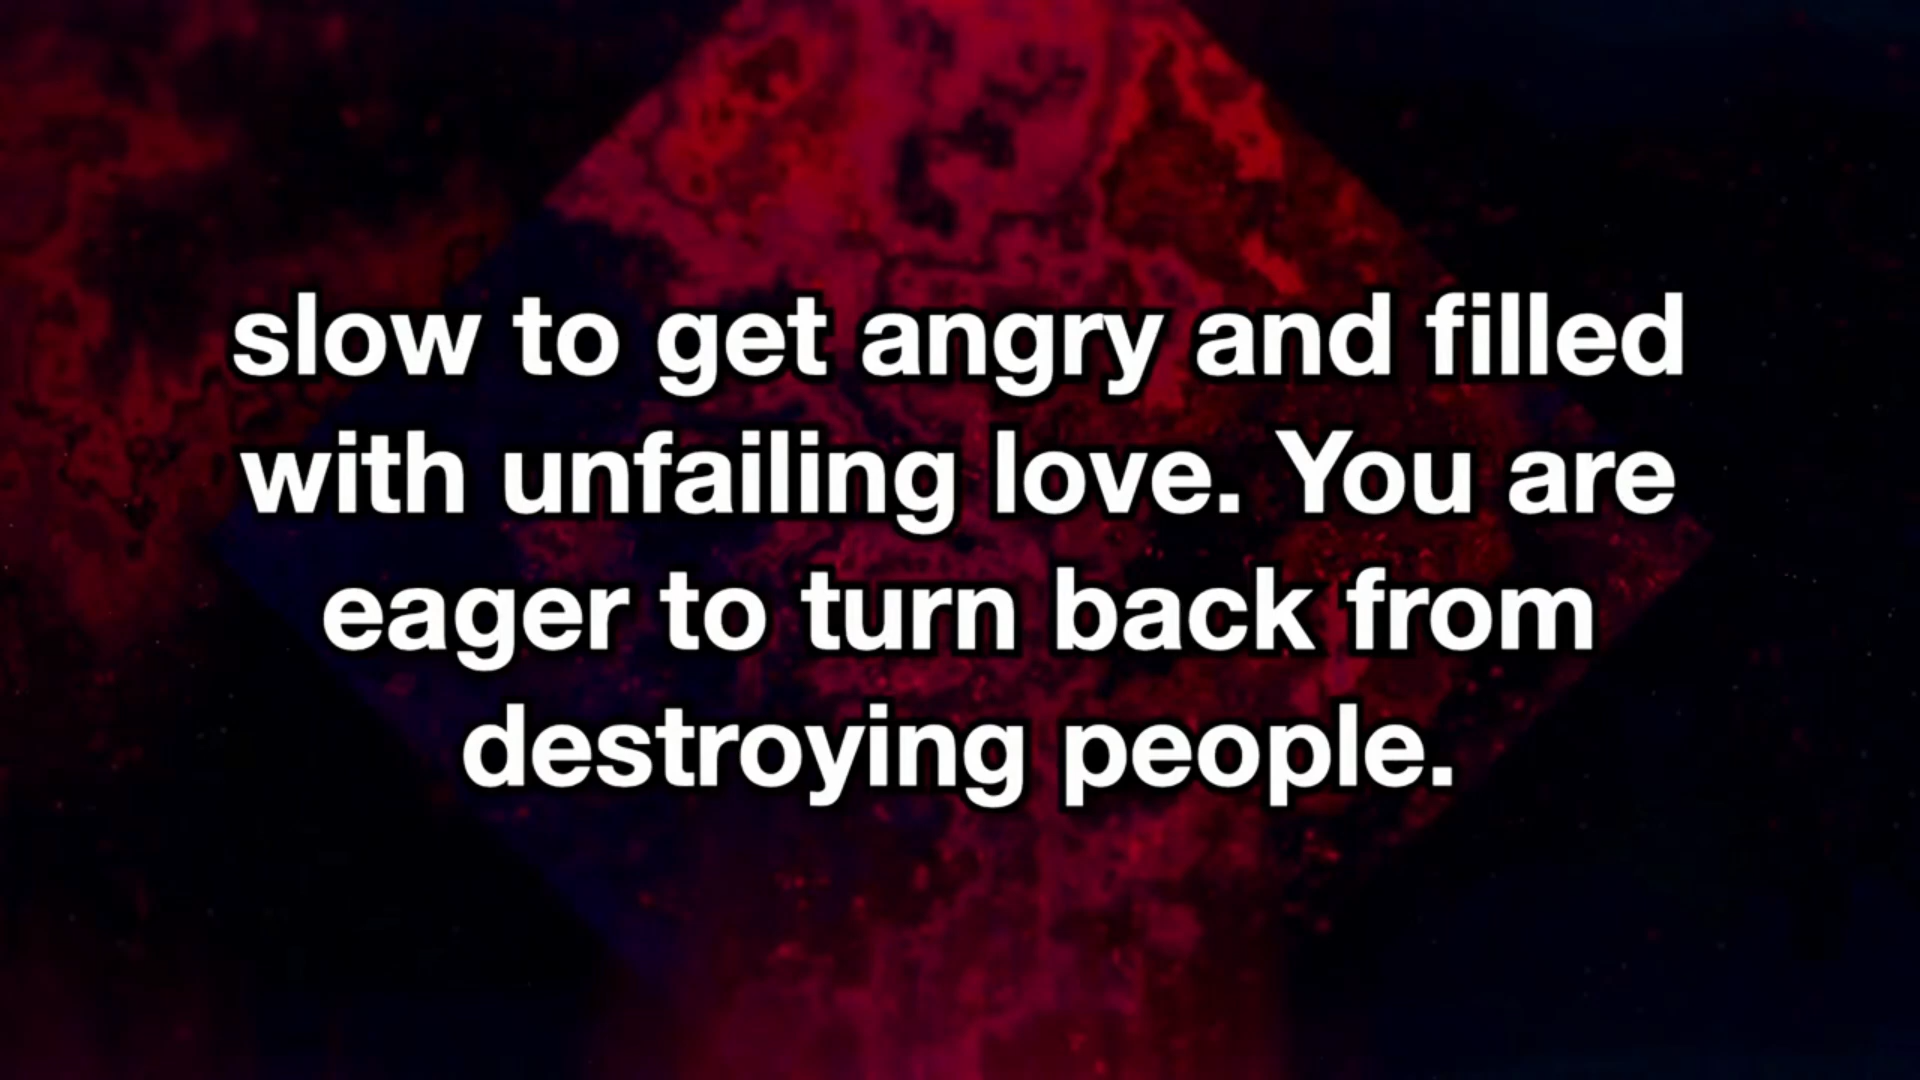 slow to get angry and filled
with unfailing love. You are
eager to turn back from
destroying people.